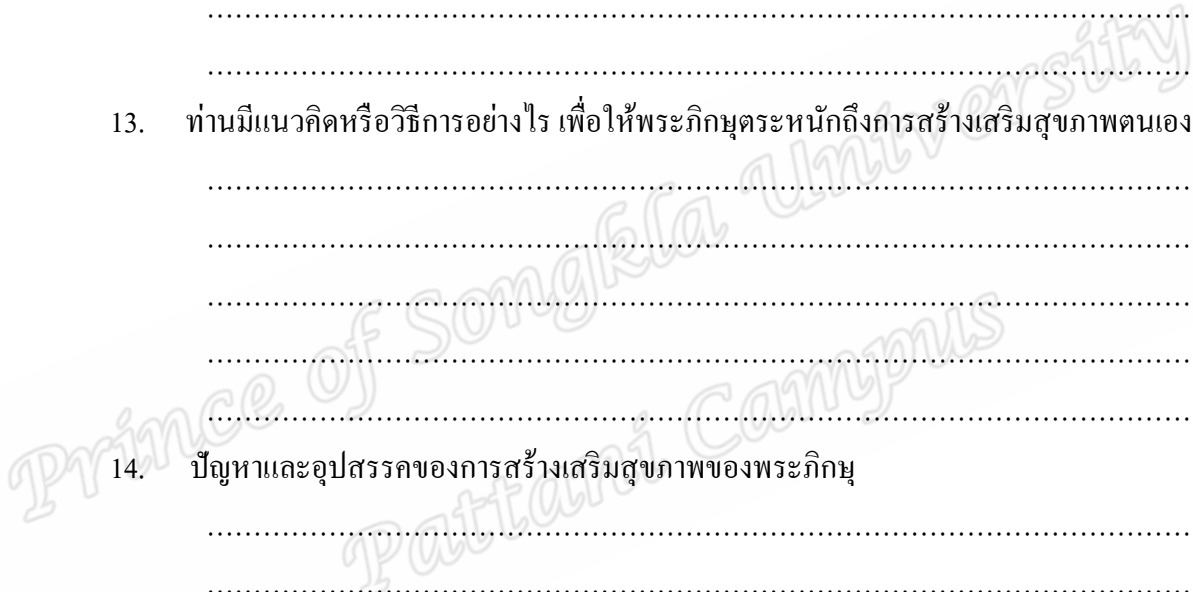 ........................................................................................................
........................................................................................................
13. ท่านมีแนวคิดหรือวิธีการอย่างไร เพื่อให้พระภิกษุตระหนักถึงการสร้างเสริมสุขภาพตนเอง
........................................................................................................
........................................................................................................
........................................................................................................
........................................................................................................
........................................................................................................
14. ปัญหาและอุปสรรคของการสร้างเสริมสุขภาพของพระภิกษุ
........................................................................................................
........................................................................................................
Prince of Songkla University
Pattani Campus